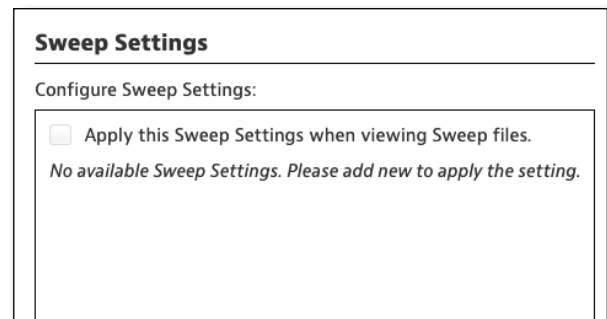 Sweep Settings
Configure Sweep Settings:
Apply this Sweep Settings when viewing Sweep files.
No available Sweep Settings. Please add new to apply the setting.